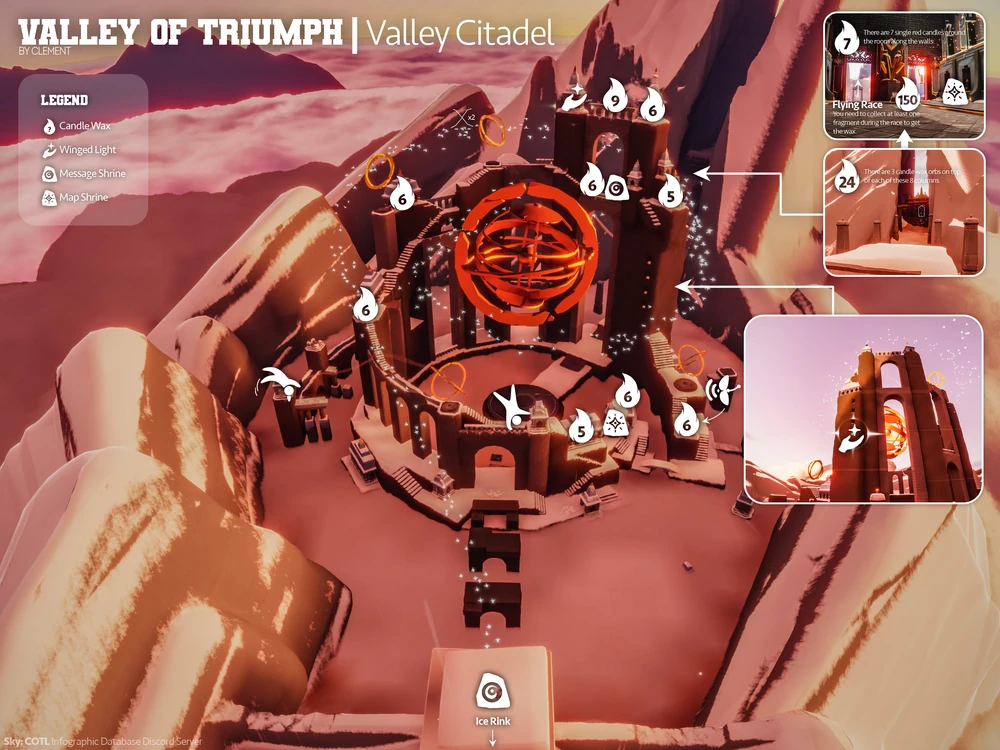 VALLEY OF TRIUMPH | Valley Citadel
BY CLEMENT
LEGEND
? Candle Wax
Winged Light
Message Shrine
Map Shrine
7
There are 7 single red candles around
the room along the walls
150
Flying Race
You need to collect at least one
fragment during the race to get
the wax.
24
There are 3 candle wax orbs on top
of each of these 8 columns.
x2
9
6
6
6
5
6
6
6
5
6
Ice Rink
Sky: COTL Infographic Database Discord Server